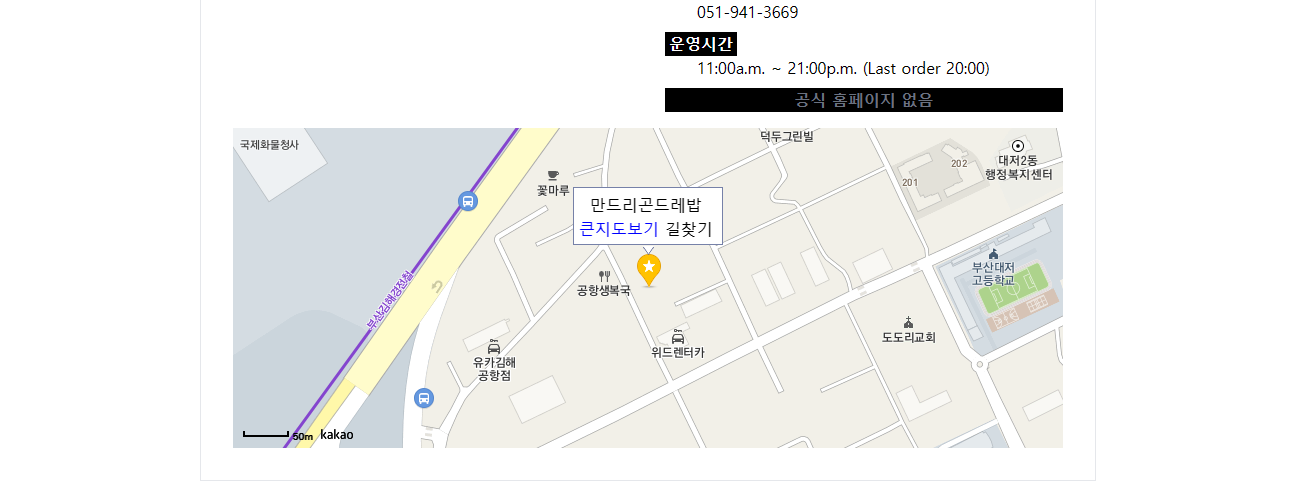 051-941-3669
운영시간
11:00a.m. ~ 21:00p.m. (Last order 20:00)
공식 홈페이지 없음
국제화물청사
덕두그린빌
대저2동
행정복지센터
202
201
꽃마루
만드리곤드레밥
큰지도보기 길찾기
공항생복국
부산김해경전철
부산대저
고등학교
도도리교회
위드렌터카
유카김해
공항점
50m kakao